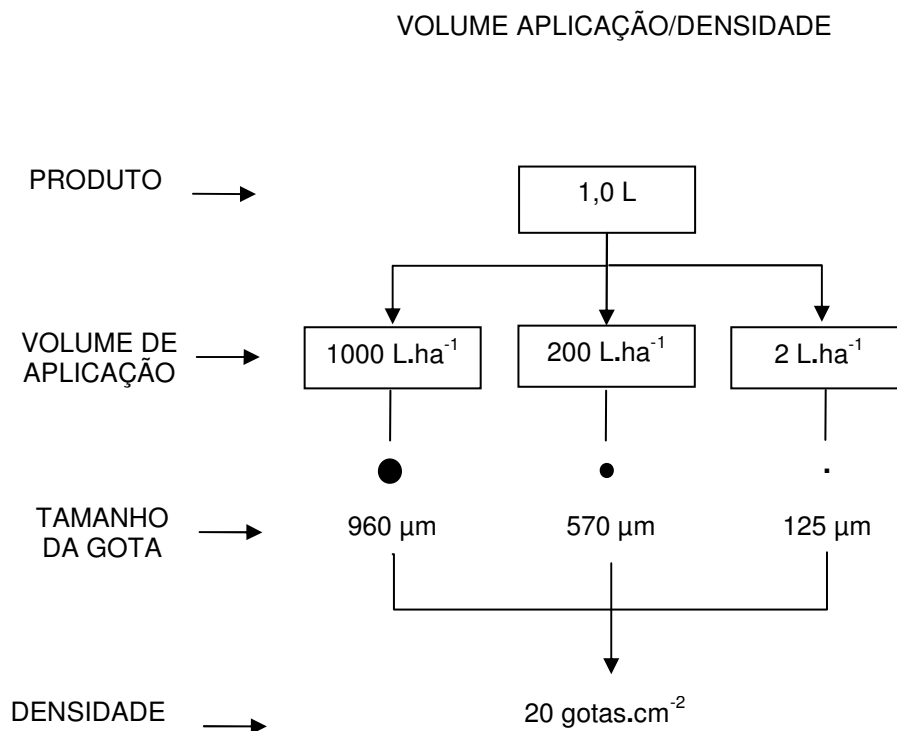 VOLUME APLICAÇÃO/DENSIDADE
PRODUTO
1,0 L
VOLUME DE
APLICAÇÃO
1000 L.ha⁻¹
200 L.ha⁻¹
2 L.ha⁻¹
TAMANHO
DA GOTA
960 µm
570 µm
125 µm
DENSIDADE
20 gotas.cm⁻²